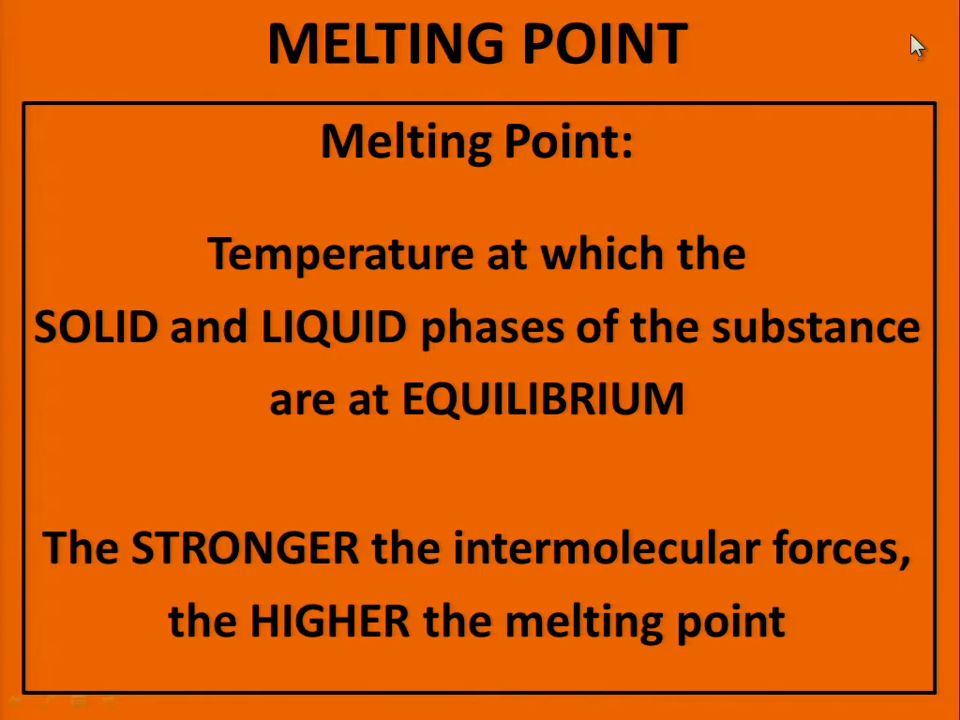 MELTING POINT
Melting Point:
Temperature at which the
SOLID and LIQUID phases of the substance
are at EQUILIBRIUM
The STRONGER the intermolecular forces,
the HIGHER the melting point